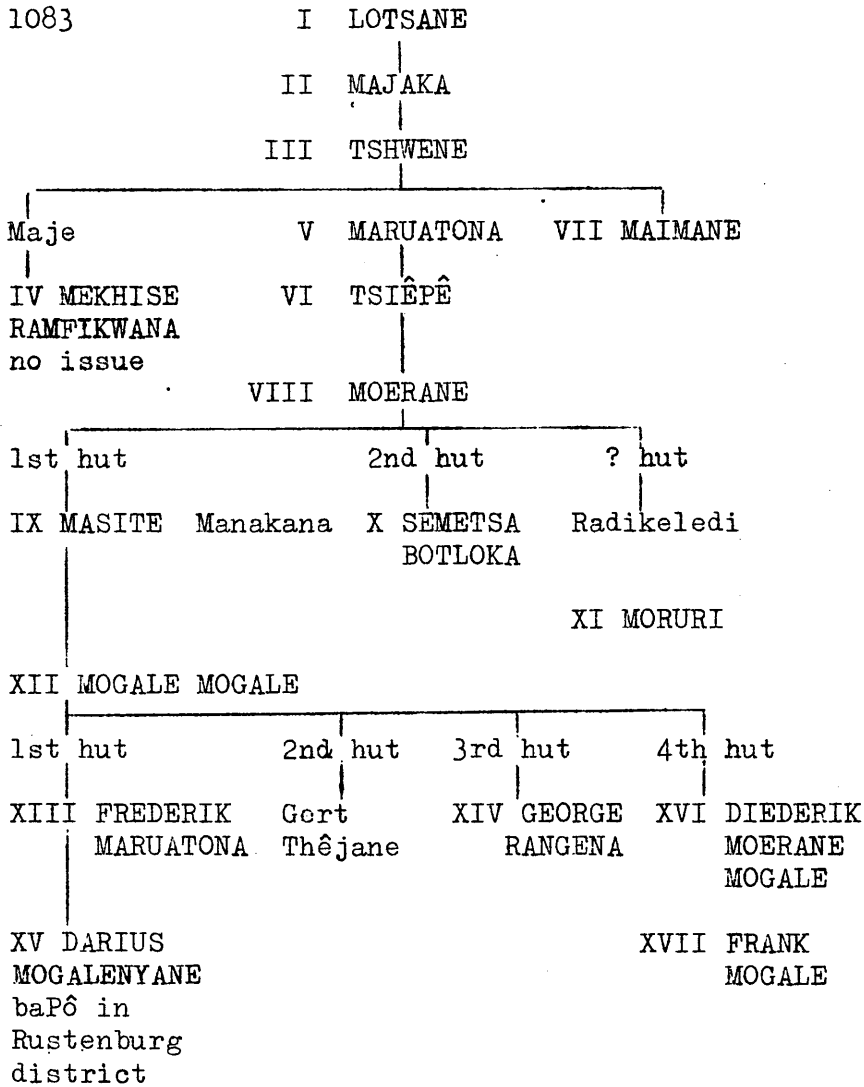 1083 I LOTSANE
II MAJAKA
III TSHWENE
Maje V MARUATONA VII MAIMANE
IV MEKHISE VI TSIÊPÊ
RAMFIKWANA
no issue
VIII MOERANE
1st hut 2nd hut ? hut
IX MASITE Manakana X SEMETSA Radikeledi
BOTLOKA
XI MORURI
XII MOGALE MOGALE
1st hut 2nd hut 3rd hut 4th hut
XIII FREDERIK Gert XIV GEORGE XVI DIEDERIK
MARUATONA Thêjane RANGENA MOERANE
MOGALE
XV DARIUS XVII FRANK
MOGALENYANE MOGALE
baPô in
Rustenburg
district